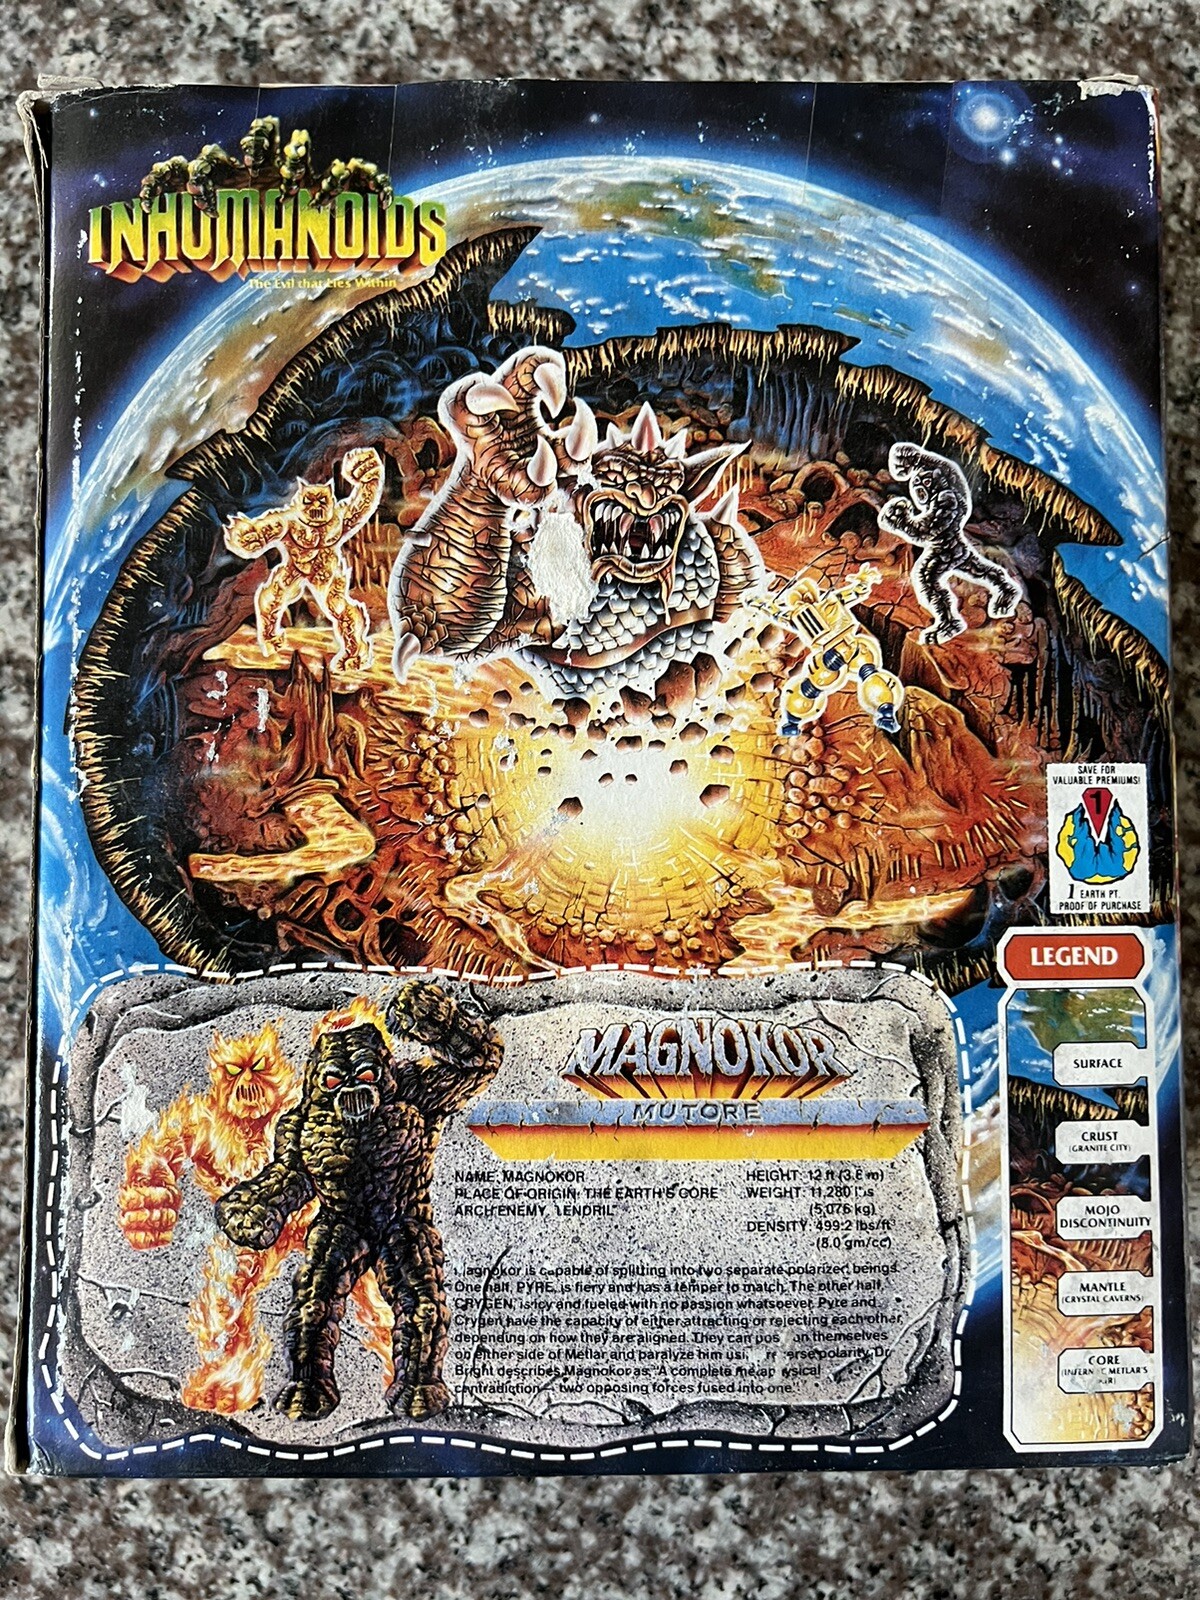 INHUMANOIDS
The Evil that Lies Within
SAVE FOR
VALUABLE PREMIUMS!
1
1 EARTH PT.
PROOF OF PURCHASE
LEGEND
SURFACE
CRUST
(GRANITE CITY)
MOJO
DISCONTINUITY
MANTLE
(CRYSTAL CAVERNS)
CORE
METLAR'S
MAGNOKOR
MUTORE
NAME: MAGNOKOR
PLACE OF ORIGIN: THE EARTH'S CORE
ARCH ENEMY: LENDRIL
HEIGHT: 12 ft m)
WEIGHT: 11,280
(5,076 kg)
DENSITY: 499.2 lbs/ft³
(8.0 gm/cc)
is capable of splitting into two separate polarized beings.
One half, PYRE, is fiery and has a temper to match. The other half,
CRYGEN, is icy and fueled with no passion whatsoever. Pyre and
Crygen have the capacity of either attracting or rejecting each other,
depending on how they are aligned. They can themselves
on either side of Metlar and paralyze him polarity. Dr.
Bright describes Magnokor as, "A complete
contradiction — two opposing forces fused into one".